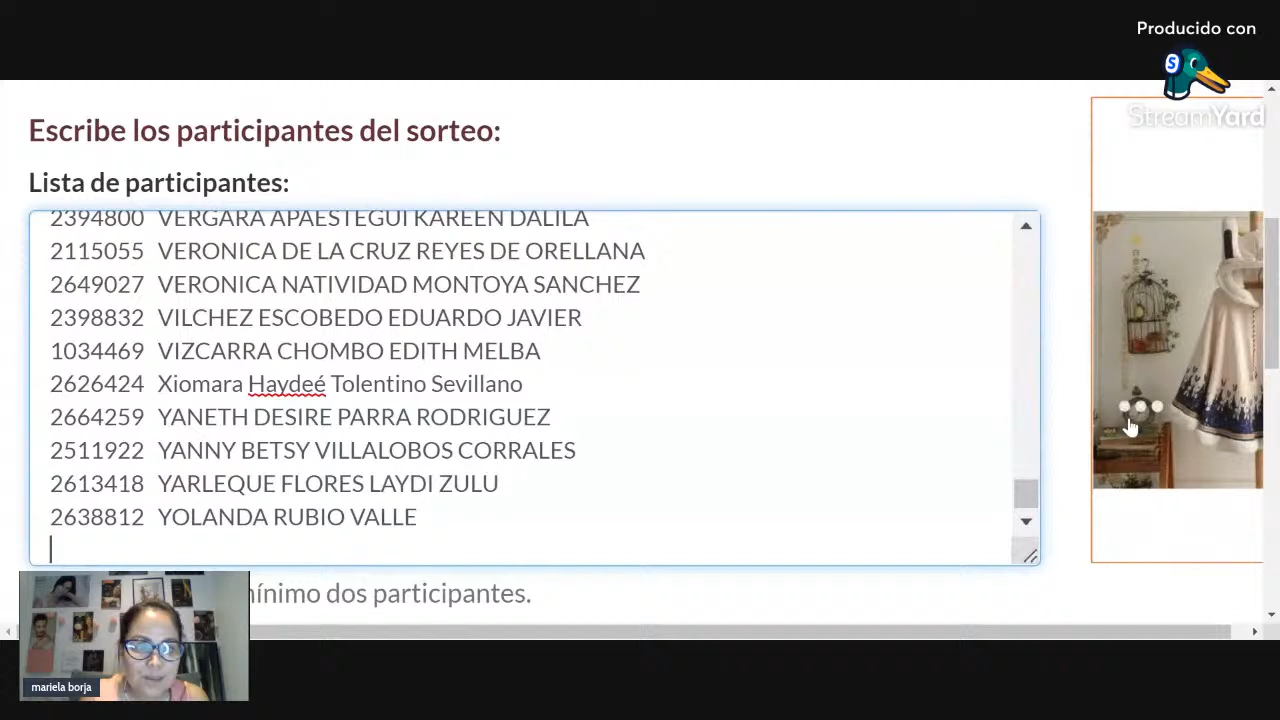 Producido con
StreamYard
Escribe los participantes del sorteo:
Lista de participantes:
2394800 VERGARA APAESTEGUI KAREEN DALILA
2115055 VERONICA DE LA CRUZ REYES DE ORELLANA
2649027 VERONICA NATIVIDAD MONTOYA SANCHEZ
2398832 VILCHEZ ESCOBEDO EDUARDO JAVIER
1034469 VIZCARRA CHOMBO EDITH MELBA
2626424 Xiomara Haydeé Tolentino Sevillano
2664259 YANETH DESIRE PARRA RODRIGUEZ
2511922 YANNY BETSY VILLALOBOS CORRALES
2613418 YARLEQUE FLORES LAYDI ZULU
2638812 YOLANDA RUBIO VALLE
dos participantes.
mariela borja